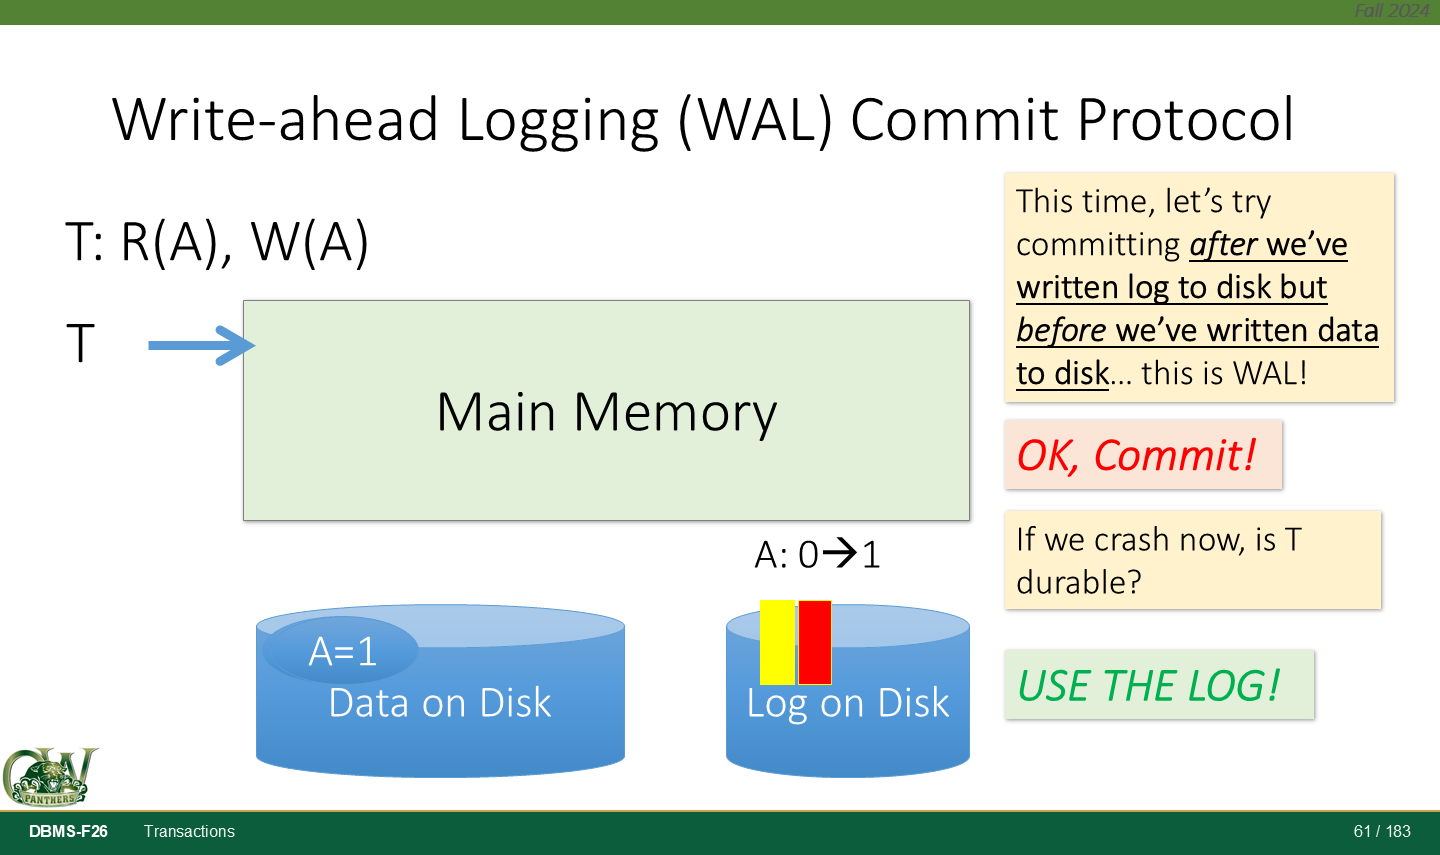 Fall 2024
Write-ahead Logging (WAL) Commit Protocol
T: R(A), W(A)
T
Main Memory
A: 0→1
A=1
Data on Disk
Log on Disk
This time, let’s try
committing after we’ve
written log to disk but
before we’ve written data
to disk… this is WAL!
OK, Commit!
If we crash now, is T
durable?
USE THE LOG!
OW
PANTHERS
DBMS-F26
Transactions
61 / 183